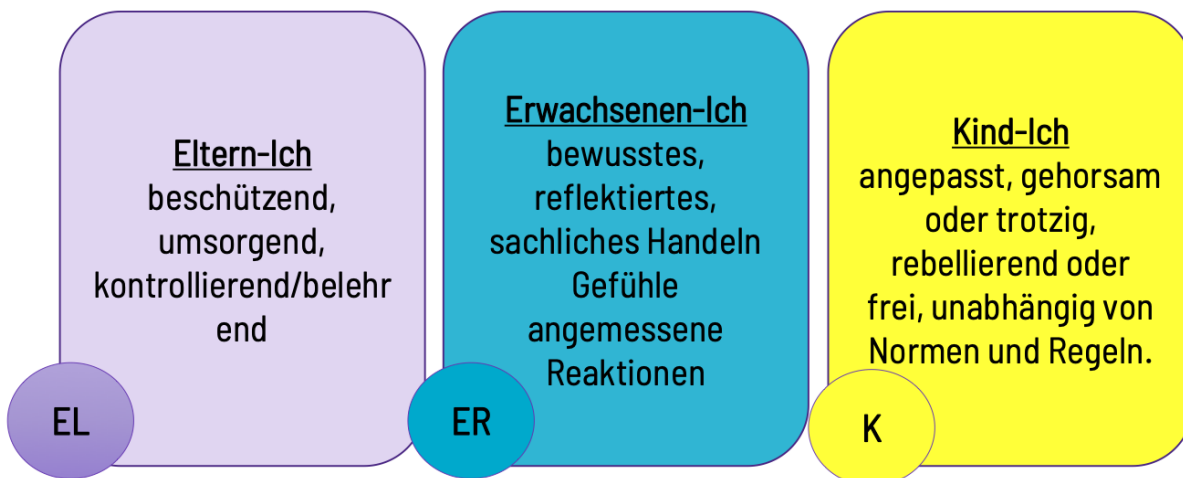 Eltern-Ich
beschützend,
umsorgend,
kontrollierend/belehr
end
EL
Erwachsenen-Ich
bewusstes,
reflektiertes,
sachliches Handeln
Gefühle
angemessene
Reaktionen
ER
Kind-Ich
angepasst, gehorsam
oder trotzig,
rebellierend oder
frei, unabhängig von
Normen und Regeln.
K